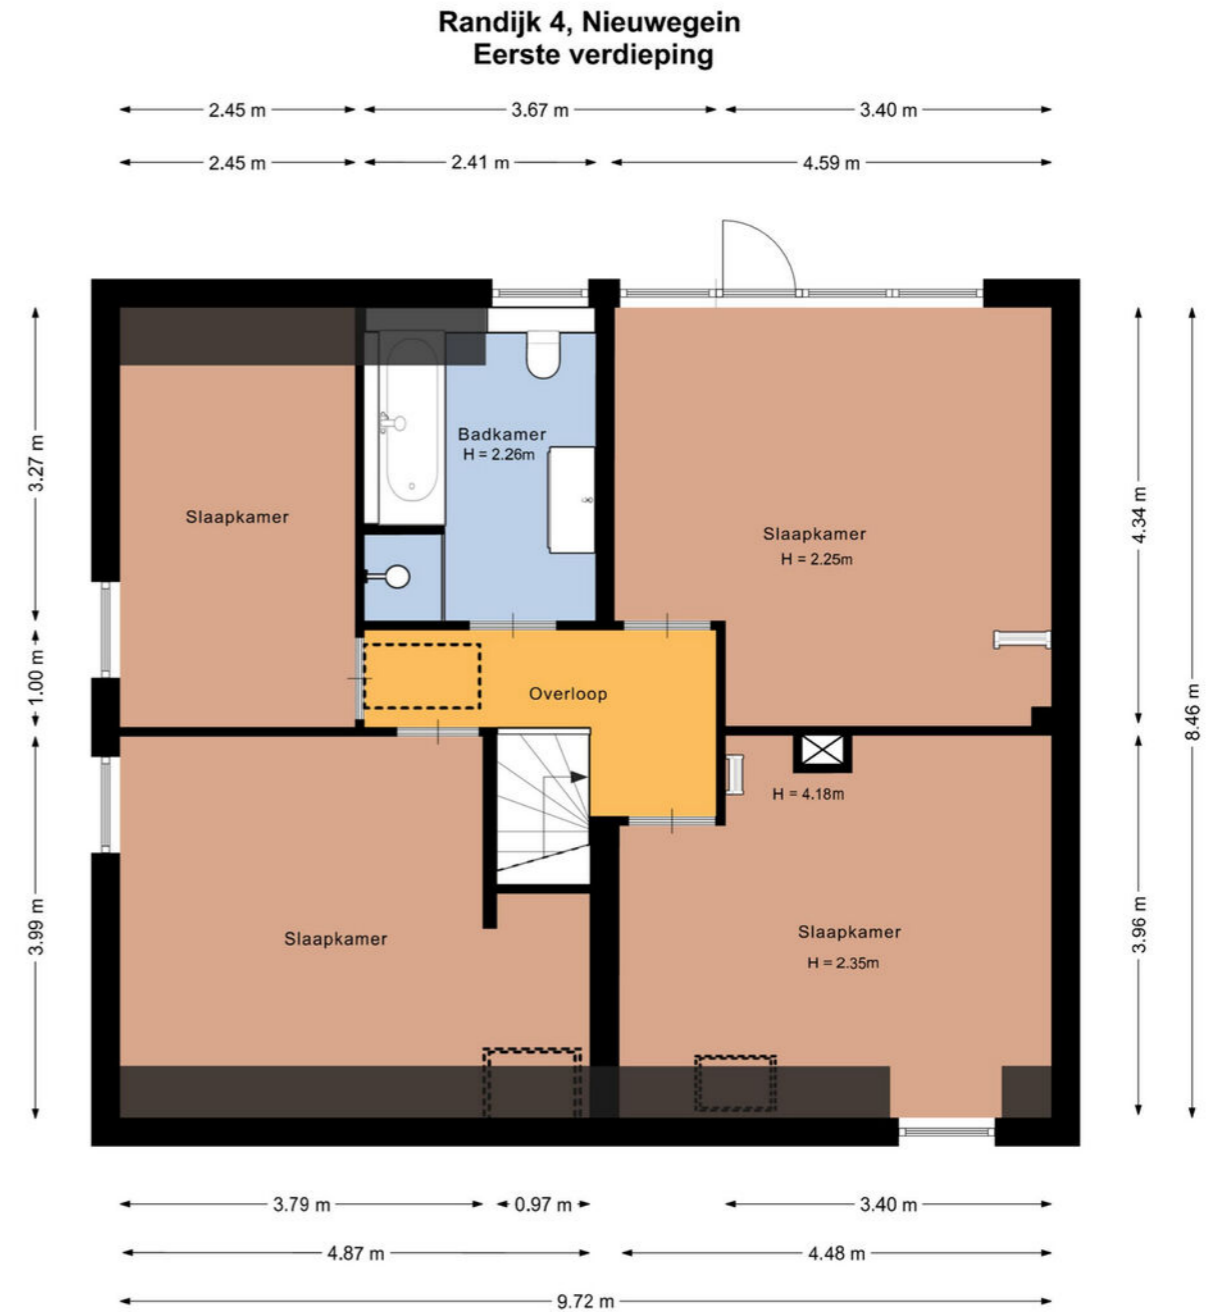 Randijk 4, Nieuwegein
Eerste verdieping
2.45 m
3.67 m
3.40 m
2.45 m
2.41 m
4.59 m
3.27 m
1.00 m
3.99 m
Slaapkamer
Badkamer
H = 2.26m
Slaapkamer
H = 2.25m
Overloop
H = 4.18m
Slaapkamer
Slaapkamer
H = 2.35m
4.34 m
3.96 m
8.46 m
3.79 m
0.97 m
3.40 m
4.87 m
4.48 m
9.72 m